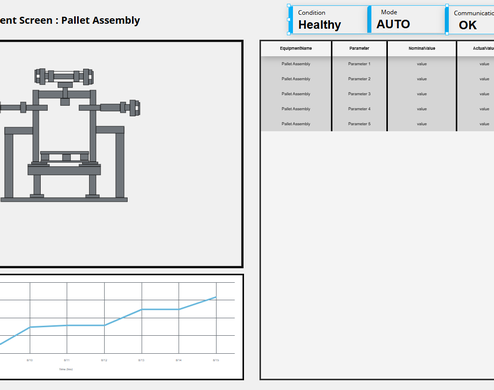 ent Screen : Pallet Assembly
Condition
Healthy
Mode
AUTO
Communicatio
OK
EquipmentName Parameter NominalValue ActualValu
Pallet Assembly Parameter 1 value value
Pallet Assembly Parameter 2 value value
Pallet Assembly Parameter 3 value value
Pallet Assembly Parameter 4 value value
Pallet Assembly Parameter 5 value value